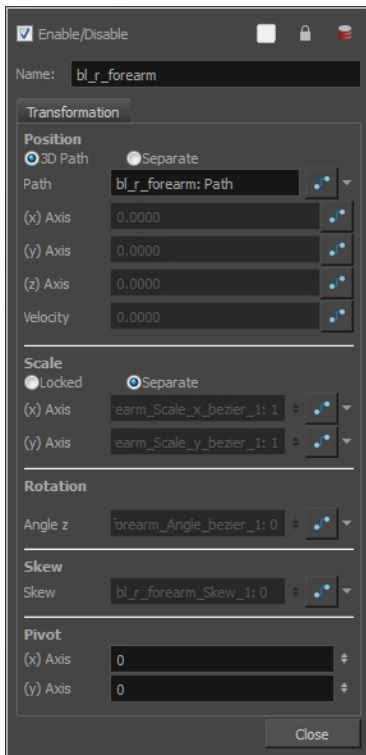 Enable/Disable
Name: bl_r_forearm
Transformation
Position
3D Path Separate
Path bl_r_forearm: Path
(x) Axis 0.0000
(y) Axis 0.0000
(z) Axis 0.0000
Velocity 0.0000
Scale
Locked Separate
(x) Axis earm_Scale_x_bezier_1: 1
(y) Axis earm_Scale_y_bezier_1: 1
Rotation
Angle z forearm_Angle_bezier_1: 0
Skew
Skew bl_r_forearm_Skew_1: 0
Pivot
(x) Axis 0
(y) Axis 0
Close